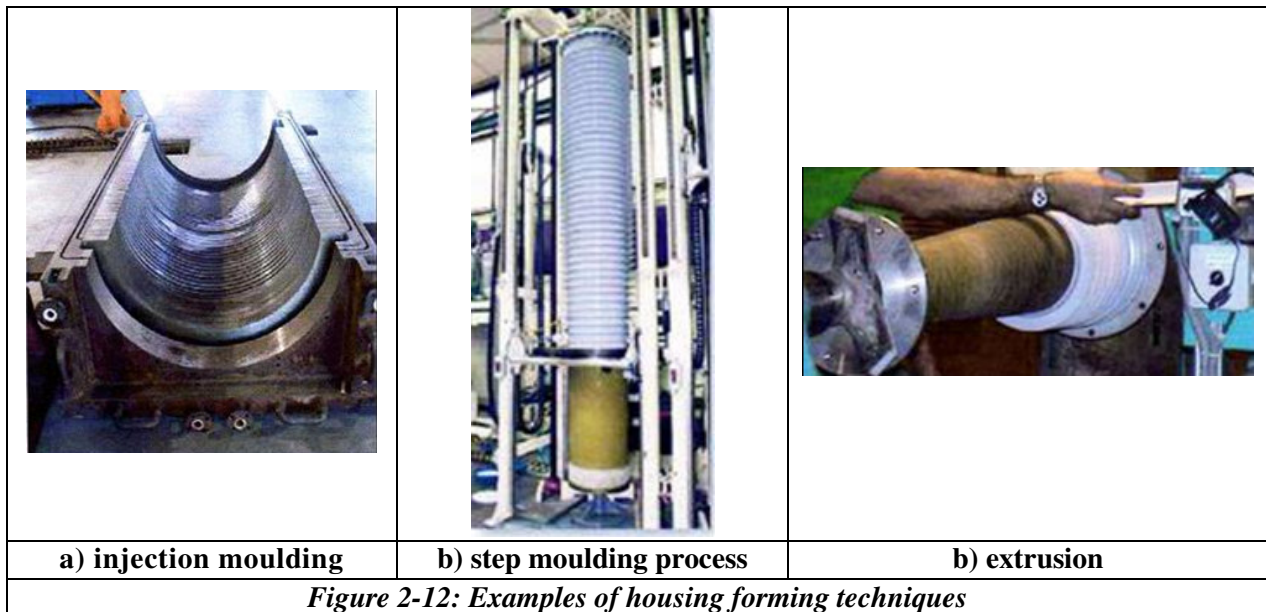 a) injection moulding
b) step moulding process
b) extrusion
Figure 2-12: Examples of housing forming techniques